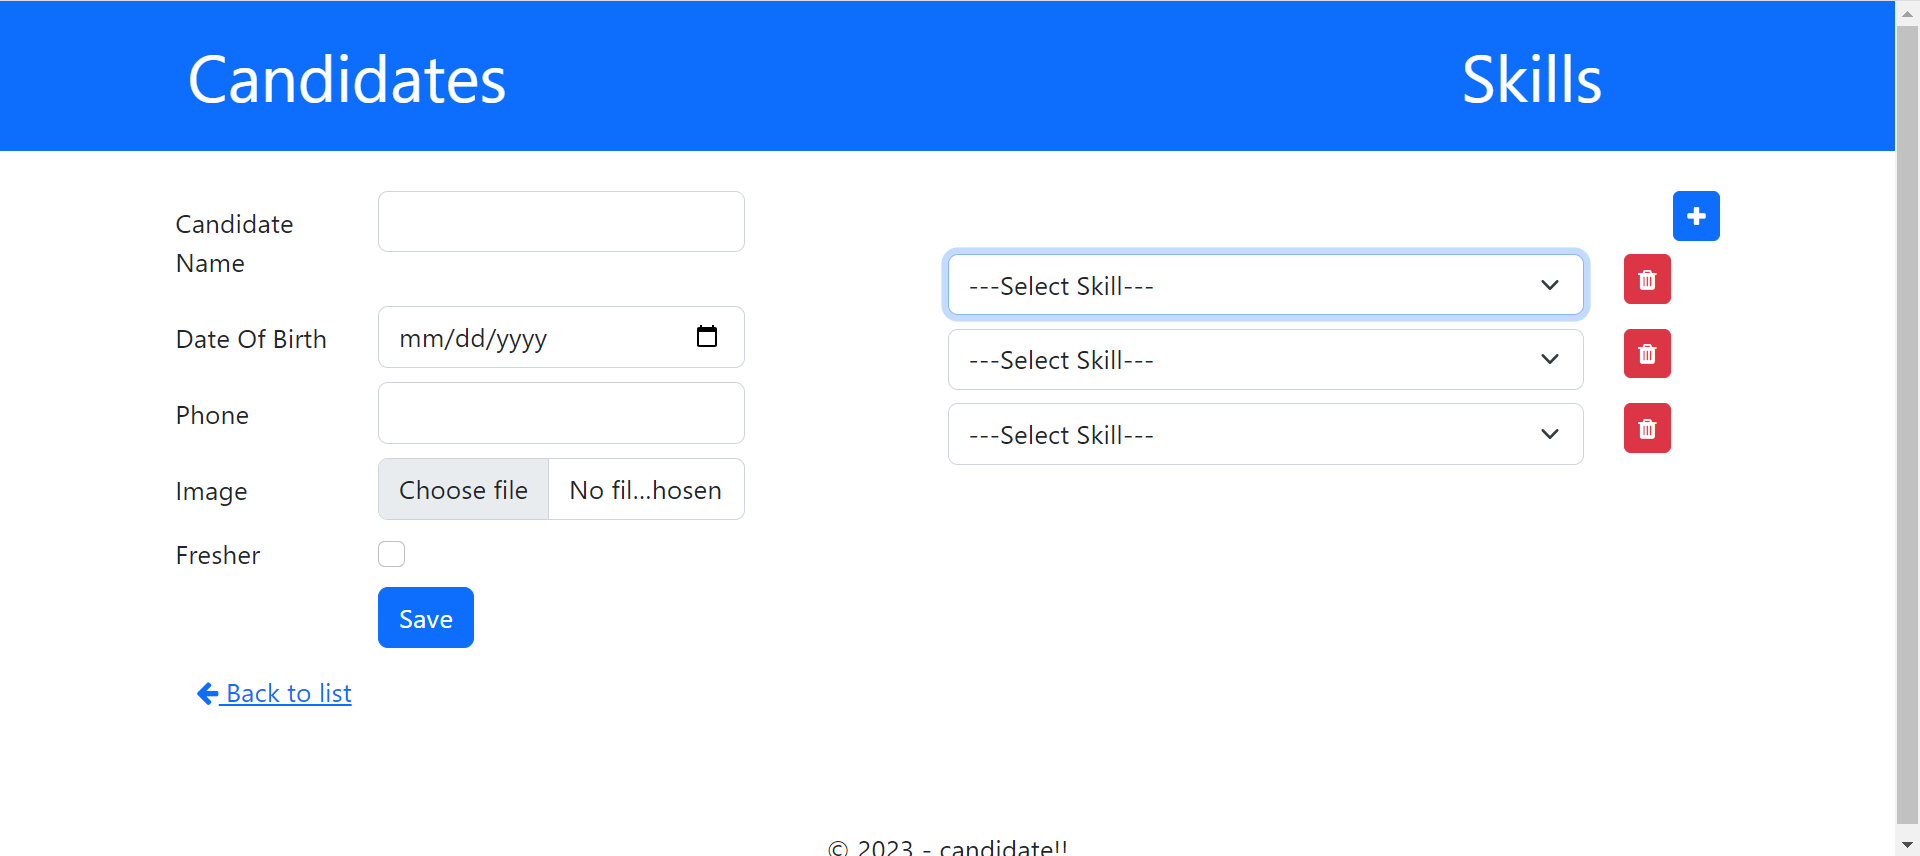 Candidates
Skills
Candidate
Name
Date Of Birth
mm/dd/yyyy
Phone
Image
Choose file
No fil...hosen
Fresher
Save
Back to list
---Select Skill---
---Select Skill---
---Select Skill---
© 2023 - candidate!!